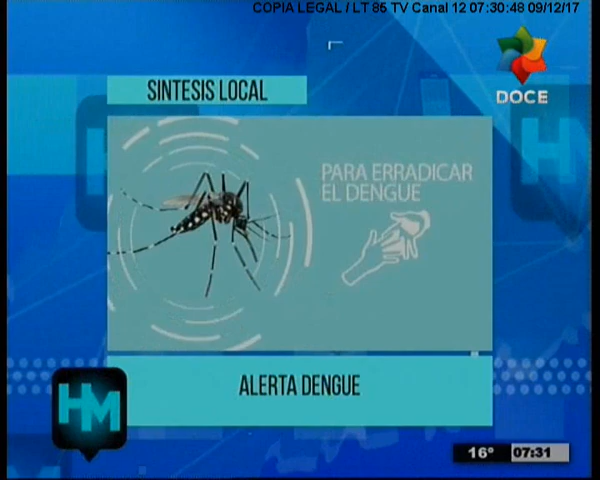 COPIA LEGAL / LT 85 TV Canal 12 07:30:48 09/12/17
DOCE
SINTESIS LOCAL
PARA ERRADICAR
EL DENGUE
ALERTA DENGUE
HM
16° 07:31